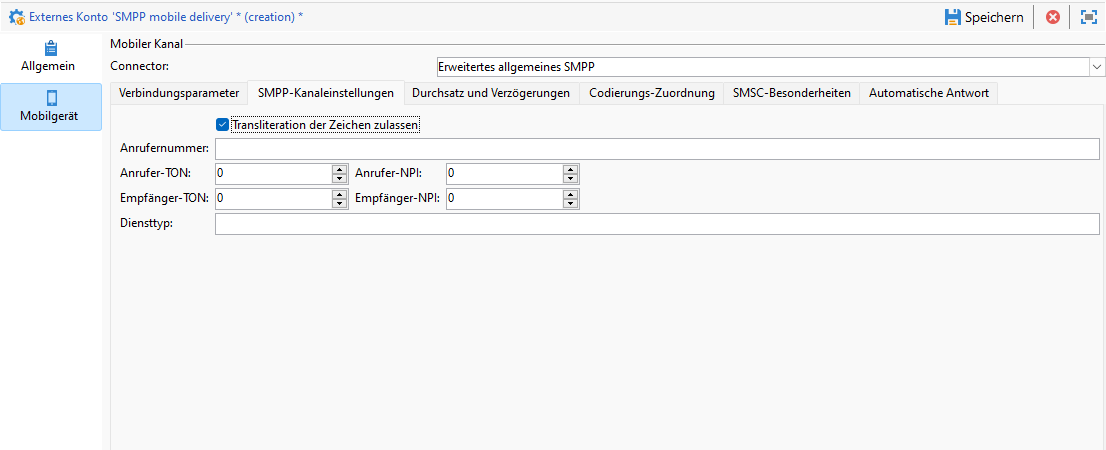 Externes Konto 'SMPP mobile delivery' * (creation) *
Speichern
Allgemein
Mobilgerät
Mobiler Kanal
Connector:
Erweitertes allgemeines SMPP
Verbindungsparameter SMPP-Kanaleinstellungen Durchsatz und Verzögerungen Codierungs-Zuordnung SMSC-Besonderheiten Automatische Antwort
Transliteration der Zeichen zulassen
Anrufernummer:
Anrufer-TON: 0 Anrufer-NPI: 0
Empfänger-TON: 0 Empfänger-NPI: 0
Diensttyp: